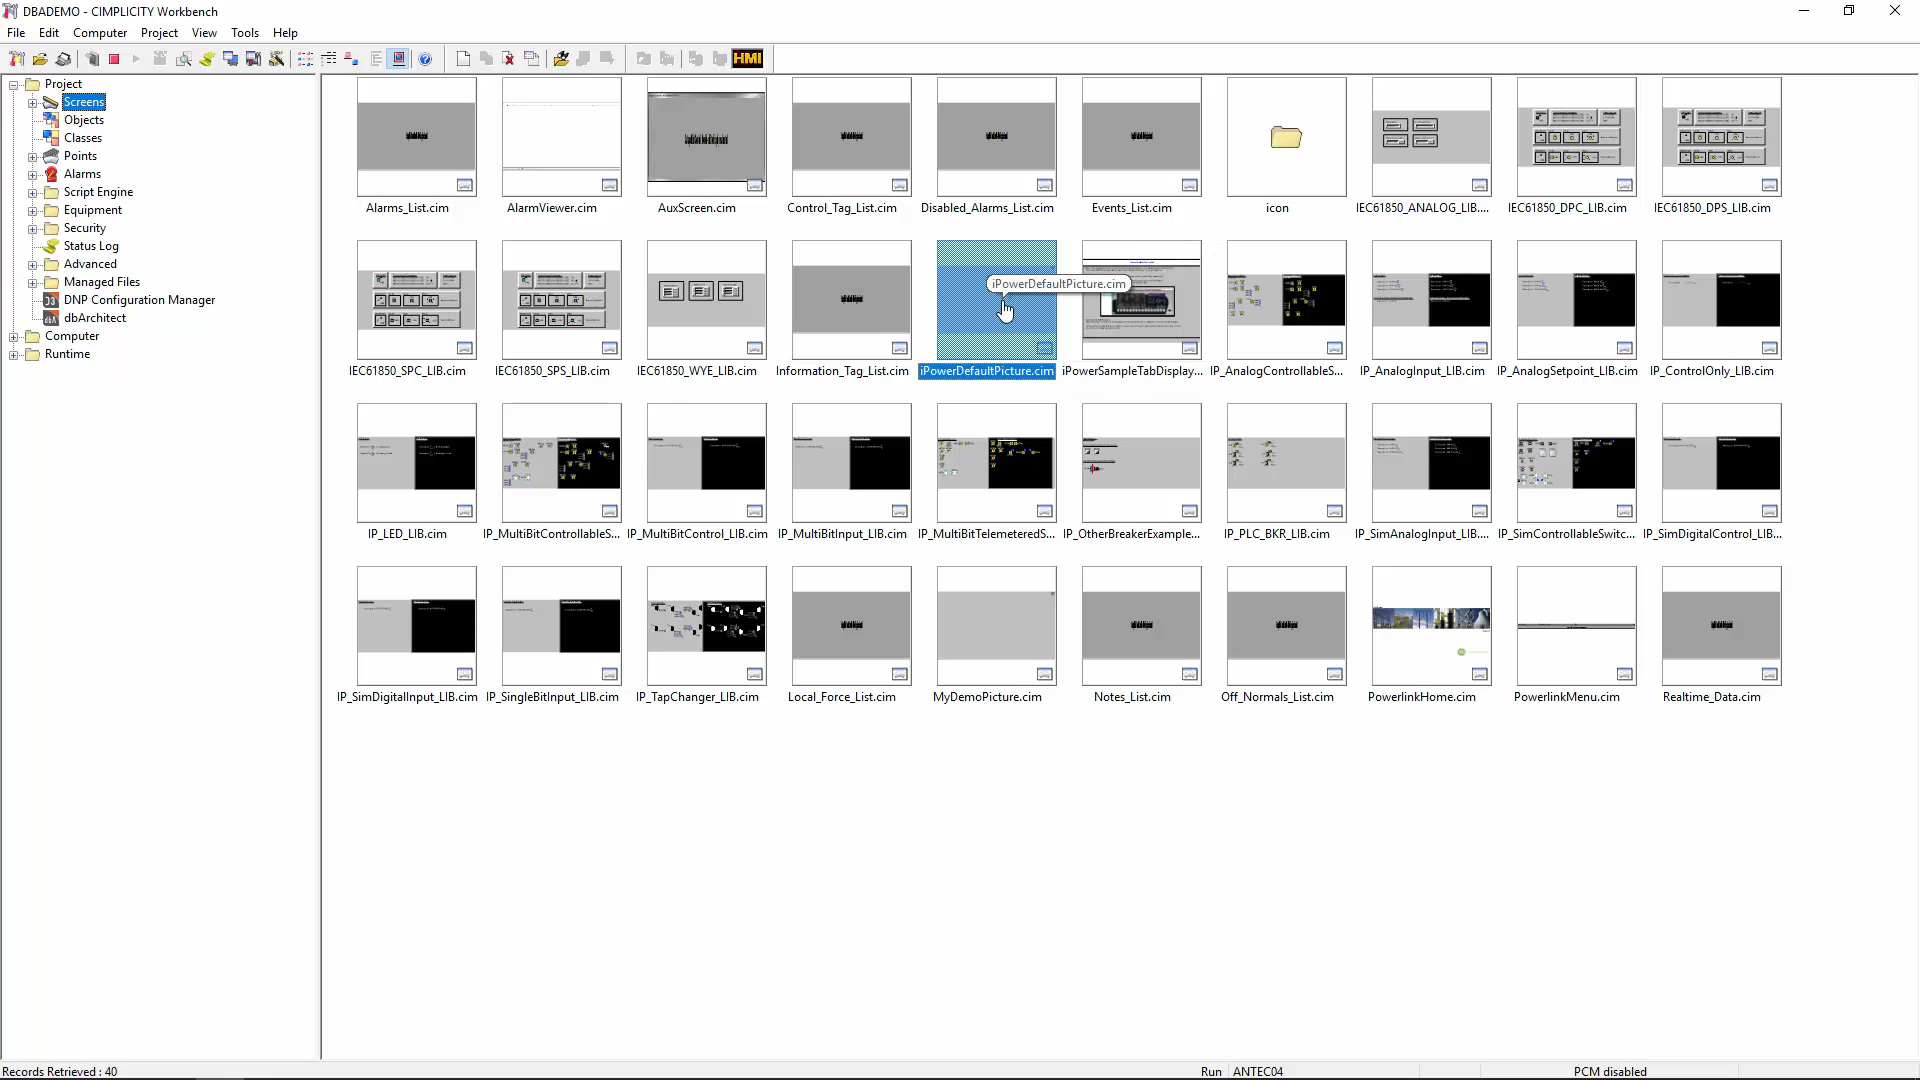 DBADEMO - CIMPLICITY Workbench
File Edit Computer Project View Tools Help
HMI
Project
Screens
Objects
Classes
Points
Alarms
Script Engine
Equipment
Security
Status Log
Advanced
Managed Files
DNP Configuration Manager
dbArchitect
Computer
Runtime
Alarms_List.cim AlarmViewer.cim AuxScreen.cim Control_Tag_List.cim Disabled_Alarms_List.cim Events_List.cim icon IEC61850_ANALOG_LIB.... IEC61850_DPC_LIB.cim IEC61850_DPS_LIB.cim
iPowerDefaultPicture.cim
IEC61850_SPC_LIB.cim IEC61850_SPS_LIB.cim IEC61850_WYE_LIB.cim Information_Tag_List.cim iPowerDefaultPicture.cim iPowerSampleTabDisplay... IP_AnalogControllableS... IP_AnalogInput_LIB.cim IP_AnalogSetpoint_LIB.cim IP_ControlOnly_LIB.cim
IP_LED_LIB.cim IP_MultiBitControllableS... IP_MultiBitControl_LIB.cim IP_MultiBitInput_LIB.cim IP_MultiBitTelemeteredS... IP_OtherBreakerExample... IP_PLC_BKR_LIB.cim IP_SimAnalogInput_LIB.... IP_SimControllableSwitc... IP_SimDigitalControl_LIB...
IP_SimDigitalInput_LIB.cim IP_SingleBitInput_LIB.cim IP_TapChanger_LIB.cim Local_Force_List.cim MyDemoPicture.cim Notes_List.cim Off_Normals_List.cim PowerlinkHome.cim PowerlinkMenu.cim Realtime_Data.cim
Records Retrieved : 40 Run ANTEC04 PCM disabled